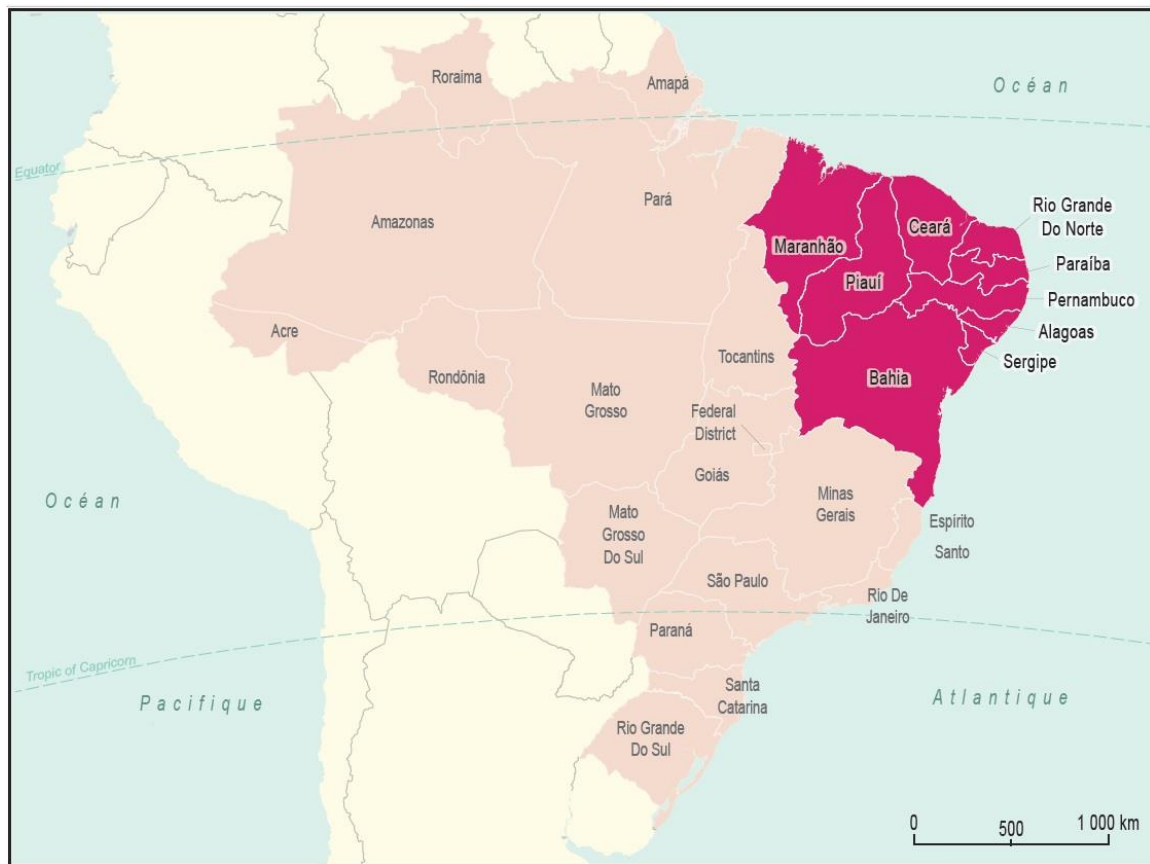 Roraima
Amapá
Océan
Equator
Amazonas
Pará
Maranhão
Ceará
Rio Grande
Do Norte
Piauí
Paraíba
Pernambuco
Alagoas
Sergipe
Acre
Rondônia
Tocantins
Bahia
Mato
Grosso
Federal
District
Goiás
Océan
Minas
Gerais
Mato
Grosso
Do Sul
Espírito
Santo
São Paulo
Rio De
Janeiro
Paraná
Tropic of Capricorn
Pacifique
Santa
Catarina
Atlantique
Rio Grande
Do Sul
0 500 1 000 km